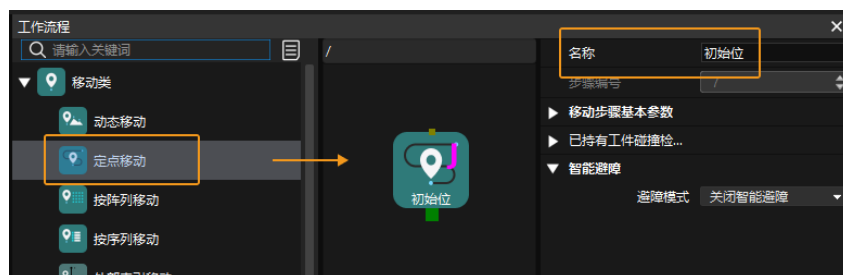 工作流程
请输入关键词
移动类
动态移动
定点移动
按阵列移动
按序列移动
/
初始位
名称 初始位
步骤编号 /
移动步骤基本参数
已持有工件碰撞检...
智能避障
避障模式 关闭智能避障